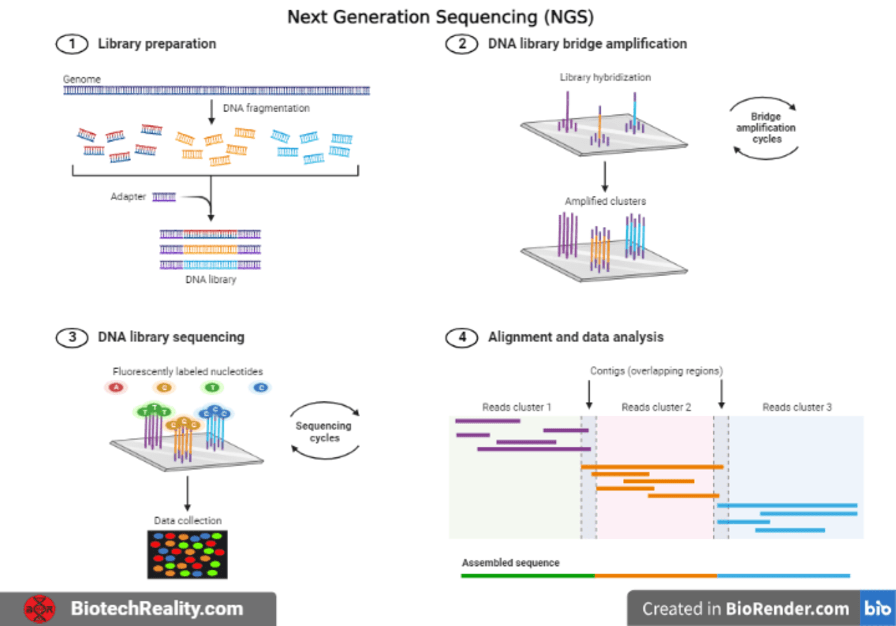 Next Generation Sequencing (NGS)
1 Library preparation
Genome
DNA fragmentation
Adapter
DNA library
2 DNA library bridge amplification
Library hybridization
Bridge
amplification
cycles
Amplified clusters
3 DNA library sequencing
Fluorescently labeled nucleotides
A G T C
T T T
G G G
C C C
Sequencing
cycles
Data collection
4 Alignment and data analysis
Contigs (overlapping regions)
Reads cluster 1
Reads cluster 2
Reads cluster 3
Assembled sequence
BiotechReality.com
Created in BioRender.com bio